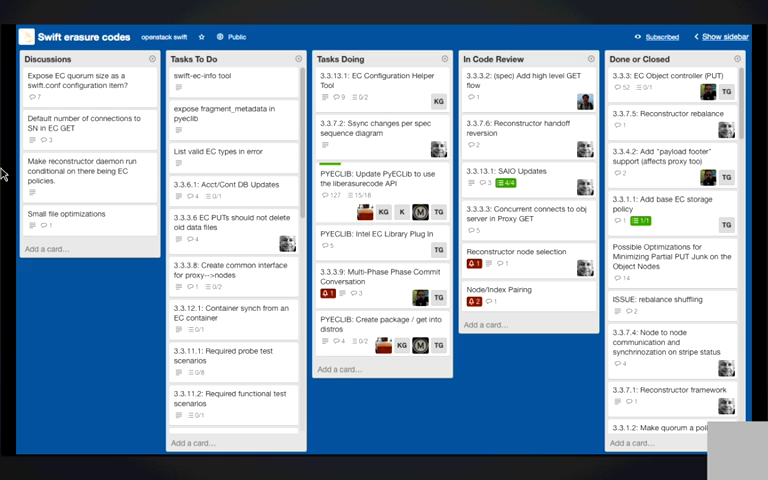 Swift erasure codes
openstack swift
Public
Subscribed
Show sidebar
Discussions
Expose EC quorum size as a
swift.conf configuration item?
7
Default number of connections to
SN in EC GET
3
Make reconstructor daemon run
conditional on there being EC
policies.
Small file optimizations
1
Add a card...
Tasks To Do
swift-ec-info tool
expose fragment_metadata in
pyeclib
List valid EC types in error
3.3.6.1: Acct/Cont DB Updates
4 0/1
3.3.3.6 EC PUTs should not delete
old data files
4
3.3.3.8: Create common interface
for proxy-->nodes
1 0/2
3.3.12.1: Container synch from an
EC container
0/1
3.3.11.1: Required probe test
scenarios
0/8
3.3.11.2: Required functional test
scenarios
0/1
Add a card...
Tasks Doing
3.3.13.1: EC Configuration Helper
Tool
9 0/2
KG
3.3.7.2: Ssync changes per spec
sequence diagram
PYECLIB: Update PyECLib to use
the liberasurecode API
127 15/18
KG K M TG
PYECLIB: Intel EC Library Plug In
5
TG
3.3.3.9: Multi-Phase Phase Commit
Conversation
1 3
TG
PYECLIB: Create package / get into
distros
4 0/2
KG M TG
Add a card...
In Code Review
3.3.3.2: (spec) Add high level GET
flow
1
3.3.7.6: Reconstructor handoff
reversion
2
3.3.13.1: SAIO Updates
3 4/4
3.3.3.3: Concurrent connects to obj
server in Proxy GET
5
Reconstructor node selection
1 1
Node/Index Pairing
2 1
Add a card...
Done or Closed
3.3.3: EC Object controller (PUT)
52 0/1
TG
3.3.7.5: Reconstructor rebalance
1
3.3.4.2: Add "payload footer"
support (affects proxy too)
2
TG
3.3.1.1: Add base EC storage
policy
1 1/1
TG
Possible Optimizations for
Minimizing Partial PUT Junk on the
Object Nodes
14
ISSUE: rebalance shuffling
2
3.3.7.4: Node to node
communication and
synchrinozation on stripe status
4
3.3.7.1: Reconstructor framework
1
3.3.1.2: Make quorum a
Add a card...